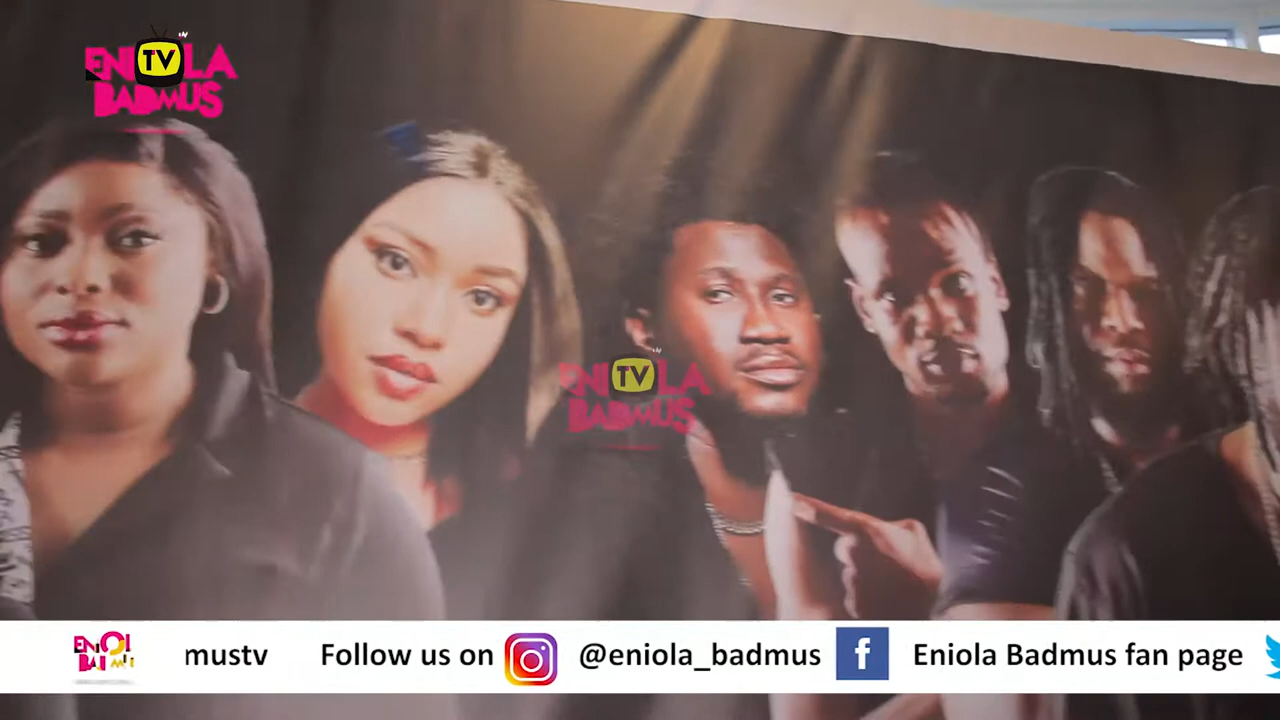 ENIOLA
TV
BADMUS
ENIOLA
TV
BADMUS
mustv Follow us on @eniola_badmus f Eniola Badmus fan page